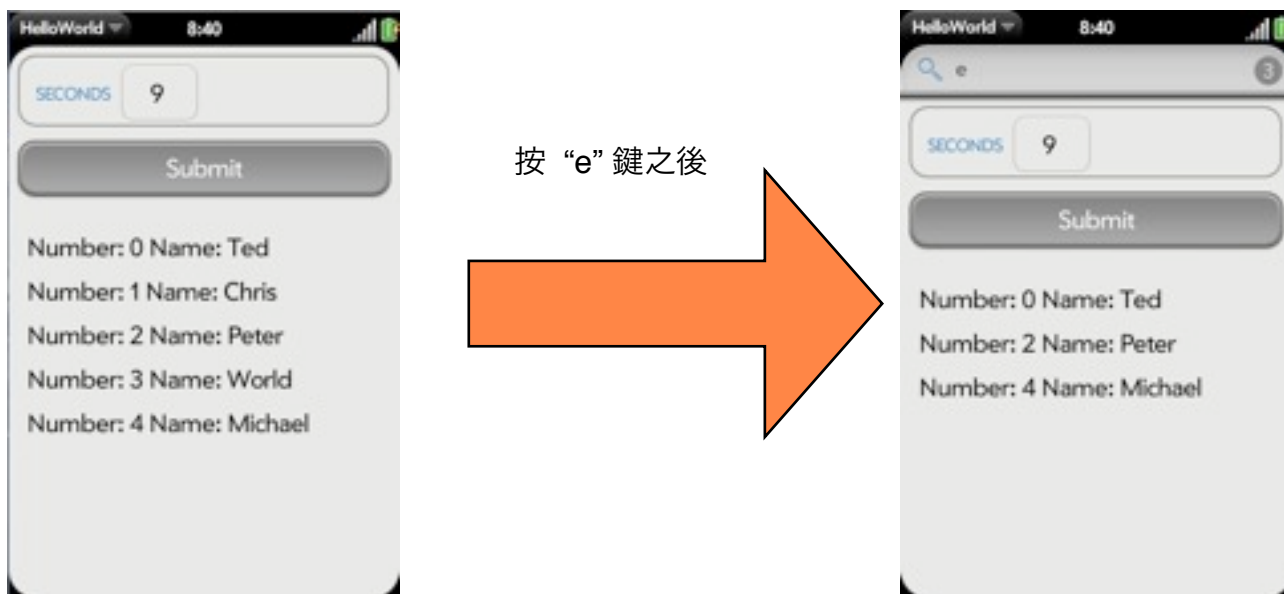 HelloWorld 8:40
SECONDS 9
Submit
Number: 0 Name: Ted
Number: 1 Name: Chris
Number: 2 Name: Peter
Number: 3 Name: World
Number: 4 Name: Michael
按 “e” 鍵之後
HelloWorld 8:40
e 3
SECONDS 9
Submit
Number: 0 Name: Ted
Number: 2 Name: Peter
Number: 4 Name: Michael